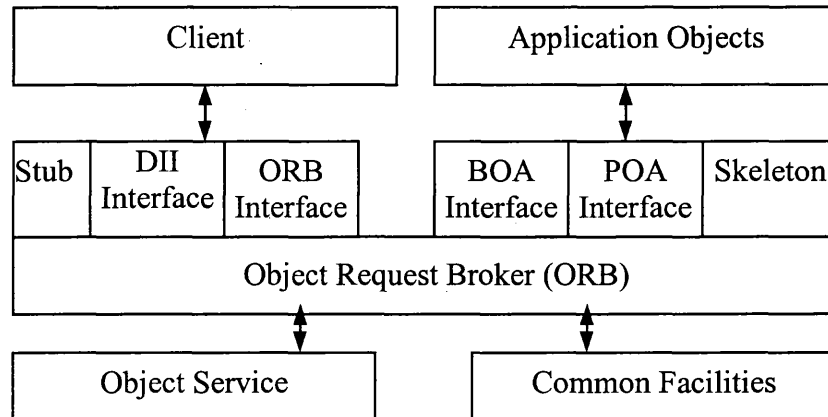 Client
Application Objects
Stub
DII
Interface
ORB
Interface
BOA
Interface
POA
Interface
Skeleton
Object Request Broker (ORB)
Object Service
Common Facilities